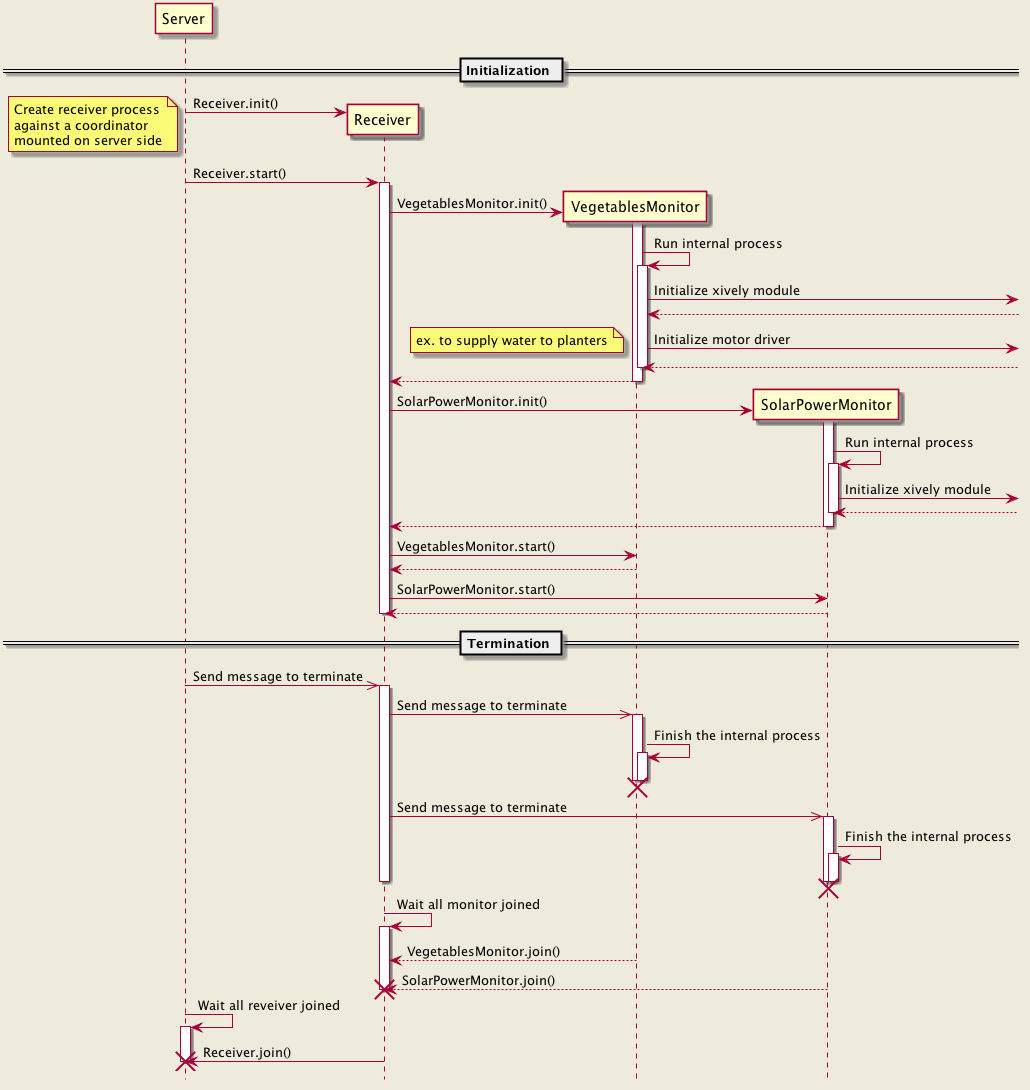 Server
Initialization
Create receiver process
against a coordinator
mounted on server side
Receiver.init()
Receiver
Receiver.start()
VegetablesMonitor.init()
VegetablesMonitor
Run internal process
Initialize xively module
ex. to supply water to planters
Initialize motor driver
SolarPowerMonitor.init()
SolarPowerMonitor
Run internal process
Initialize xively module
VegetablesMonitor.start()
SolarPowerMonitor.start()
Termination
Send message to terminate
Send message to terminate
Finish the internal process
Send message to terminate
Finish the internal process
Wait all monitor joined
VegetablesMonitor.join()
SolarPowerMonitor.join()
Wait all reveiver joined
Receiver.join()